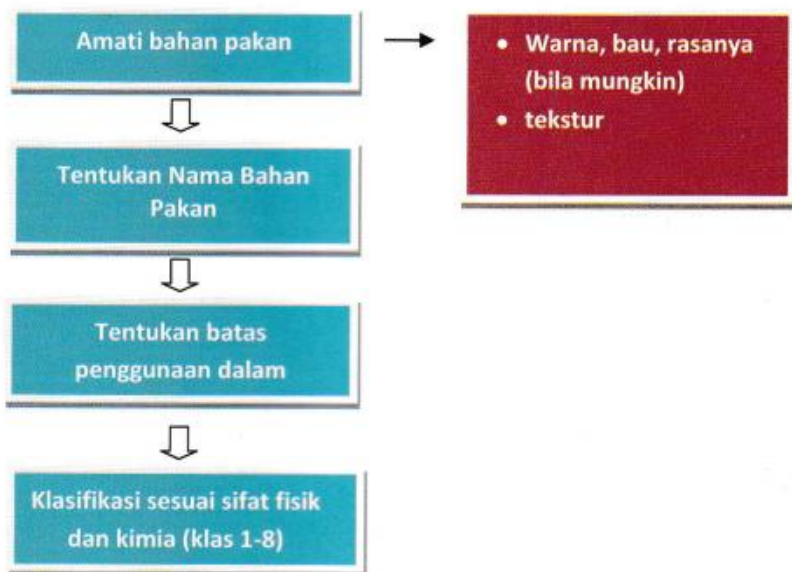 Amati bahan pakan
• Warna, bau, rasanya
(bila mungkin)
• tekstur
Tentukan Nama Bahan
Pakan
Tentukan batas
penggunaan dalam
Klasifikasi sesuai sifat fisik
dan kimia (klas 1-8)